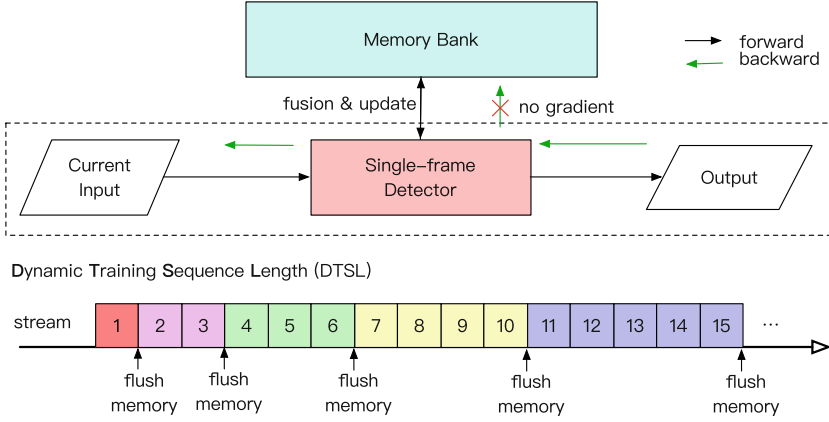 Memory Bank
forward
backward
fusion & update
no gradient
Current
Input
Single-frame
Detector
Output
Dynamic Training Sequence Length (DTSL)
stream 1 2 3 4 5 6 7 8 9 10 11 12 13 14 15 ...
flush
memory
flush
memory
flush
memory
flush
memory
flush
memory